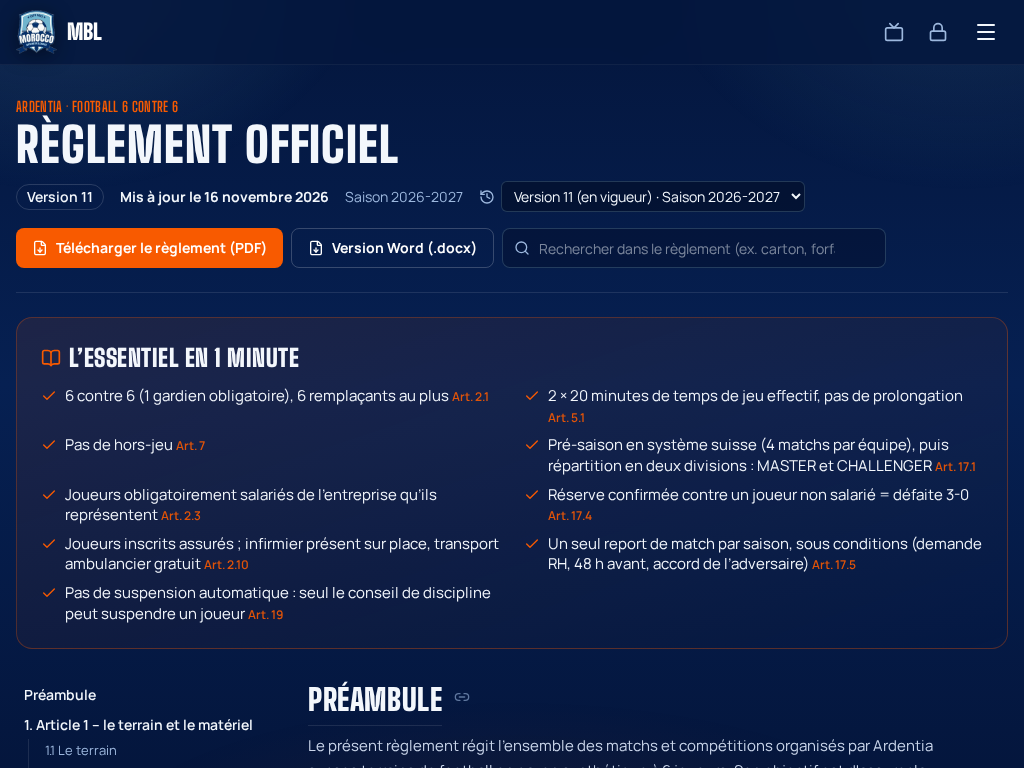 MOROCCO
MBL
ARDENTIA · FOOTBALL 6 CONTRE 6
RÈGLEMENT OFFICIEL
Version 11
Mis à jour le 16 novembre 2026
Saison 2026-2027
Version 11 (en vigueur) · Saison 2026-2027
Télécharger le règlement (PDF)
Version Word (.docx)
Rechercher dans le règlement (ex. carton, forf
L'ESSENTIEL EN 1 MINUTE
6 contre 6 (1 gardien obligatoire), 6 remplaçants au plus Art. 2.1
2 × 20 minutes de temps de jeu effectif, pas de prolongation
Art. 5.1
Pas de hors-jeu Art. 7
Pré-saison en système suisse (4 matchs par équipe), puis
répartition en deux divisions : MASTER et CHALLENGER Art. 17.1
Joueurs obligatoirement salariés de l'entreprise qu'ils
représentent Art. 2.3
Réserve confirmée contre un joueur non salarié = défaite 3-0
Art. 17.4
Joueurs inscrits assurés ; infirmier présent sur place, transport
ambulancier gratuit Art. 2.10
Un seul report de match par saison, sous conditions (demande
RH, 48 h avant, accord de l'adversaire) Art. 17.5
Pas de suspension automatique : seul le conseil de discipline
peut suspendre un joueur Art. 19
Préambule
1. Article 1 – le terrain et le matériel
1.1 Le terrain
PRÉAMBULE
Le présent règlement régit l'ensemble des matchs et compétitions organisés par Ardentia